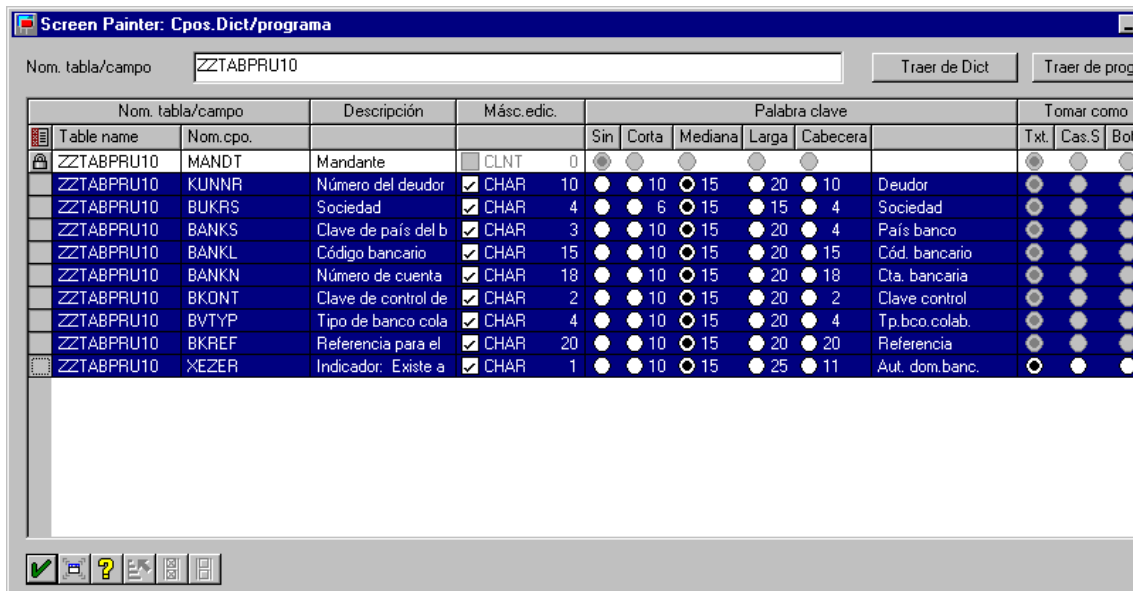 Screen Painter: Cpos.Dict/programa
Nom. tabla/campo ZZTABPRU10 Traer de Dict Traer de prog
Nom. tabla/campo Descripción Másc.edic. Palabra clave Tomar como
Table name Nom.cpo. Sin Corta Mediana Larga Cabecera Txt. Cas.S Bot
ZZTABPRU10 MANDT Mandante CLNT 0
ZZTABPRU10 KUNNR Número del deudor CHAR 10 10 15 20 10 Deudor
ZZTABPRU10 BUKRS Sociedad CHAR 4 6 15 15 4 Sociedad
ZZTABPRU10 BANKS Clave de país del b CHAR 3 10 15 20 4 País banco
ZZTABPRU10 BANKL Código bancario CHAR 15 10 15 20 15 Cód. bancario
ZZTABPRU10 BANKN Número de cuenta CHAR 18 10 15 20 18 Cta. bancaria
ZZTABPRU10 BKONT Clave de control de CHAR 2 10 15 20 2 Clave control
ZZTABPRU10 BVTYP Tipo de banco cola CHAR 4 10 15 20 4 Tp.bco.colab.
ZZTABPRU10 BKREF Referencia para el CHAR 20 10 15 20 20 Referencia
ZZTABPRU10 XEZER Indicador: Existe a CHAR 1 10 15 25 11 Aut. dom.banc.